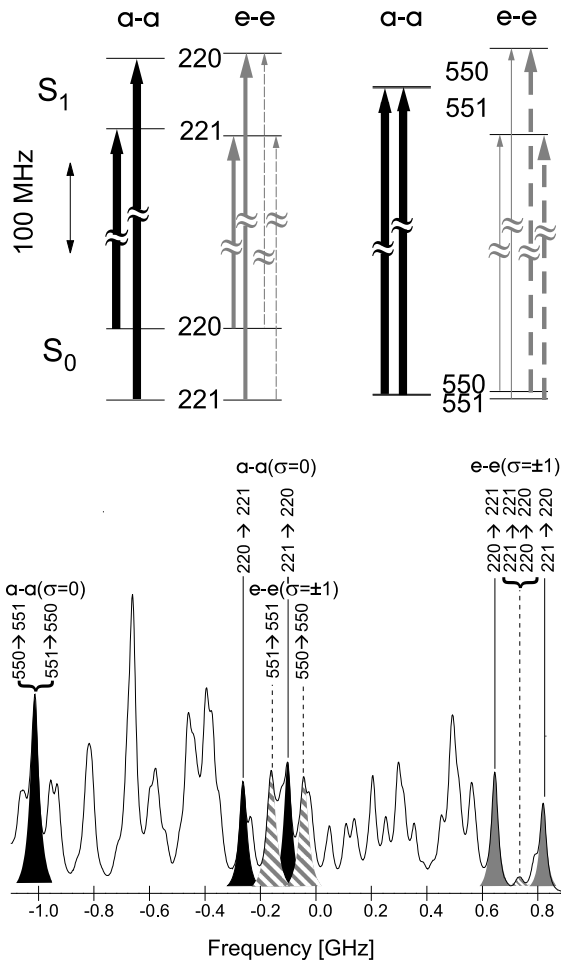 a-a e-e a-a e-e
220
550
S1
551
221
100 MHz
220
S0
550
221
551
a-a(σ=0)
e-e(σ=±1)
220→221
221→220
220→221
221→221
220→220
221→220
a-a(σ=0)
e-e(σ=±1)
550→551
551→550
551→551
550→550
-1.0 -0.8 -0.6 -0.4 -0.2 0.0 0.2 0.4 0.6 0.8
Frequency [GHz]